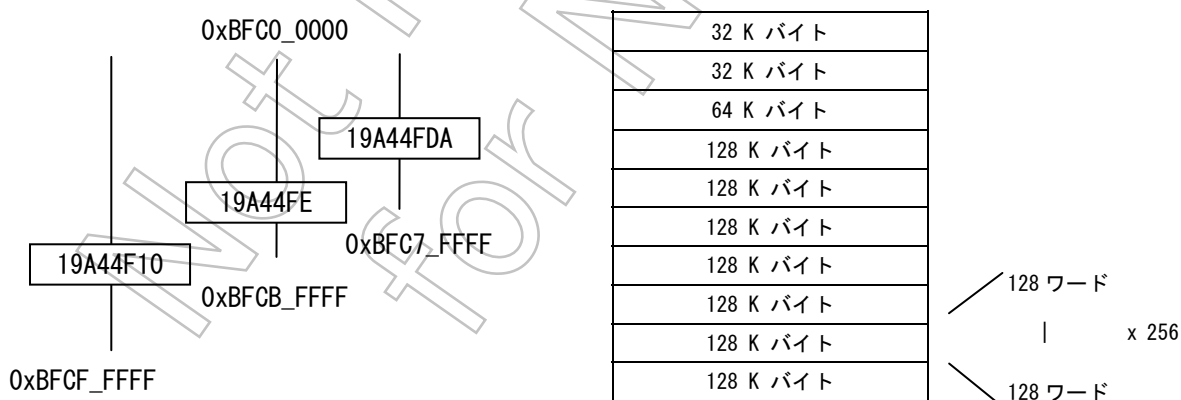 0xBFC0_0000
19A44FDA
19A44FE
19A44F10
0xBFC7_FFFF
0xBFCB_FFFF
0xBFCF_FFFF
32 K バイト
32 K バイト
64 K バイト
128 K バイト
128 K バイト
128 K バイト
128 K バイト
128 K バイト
128 K バイト
128 K バイト
128 ワード
| x 256
128 ワード
Not
for